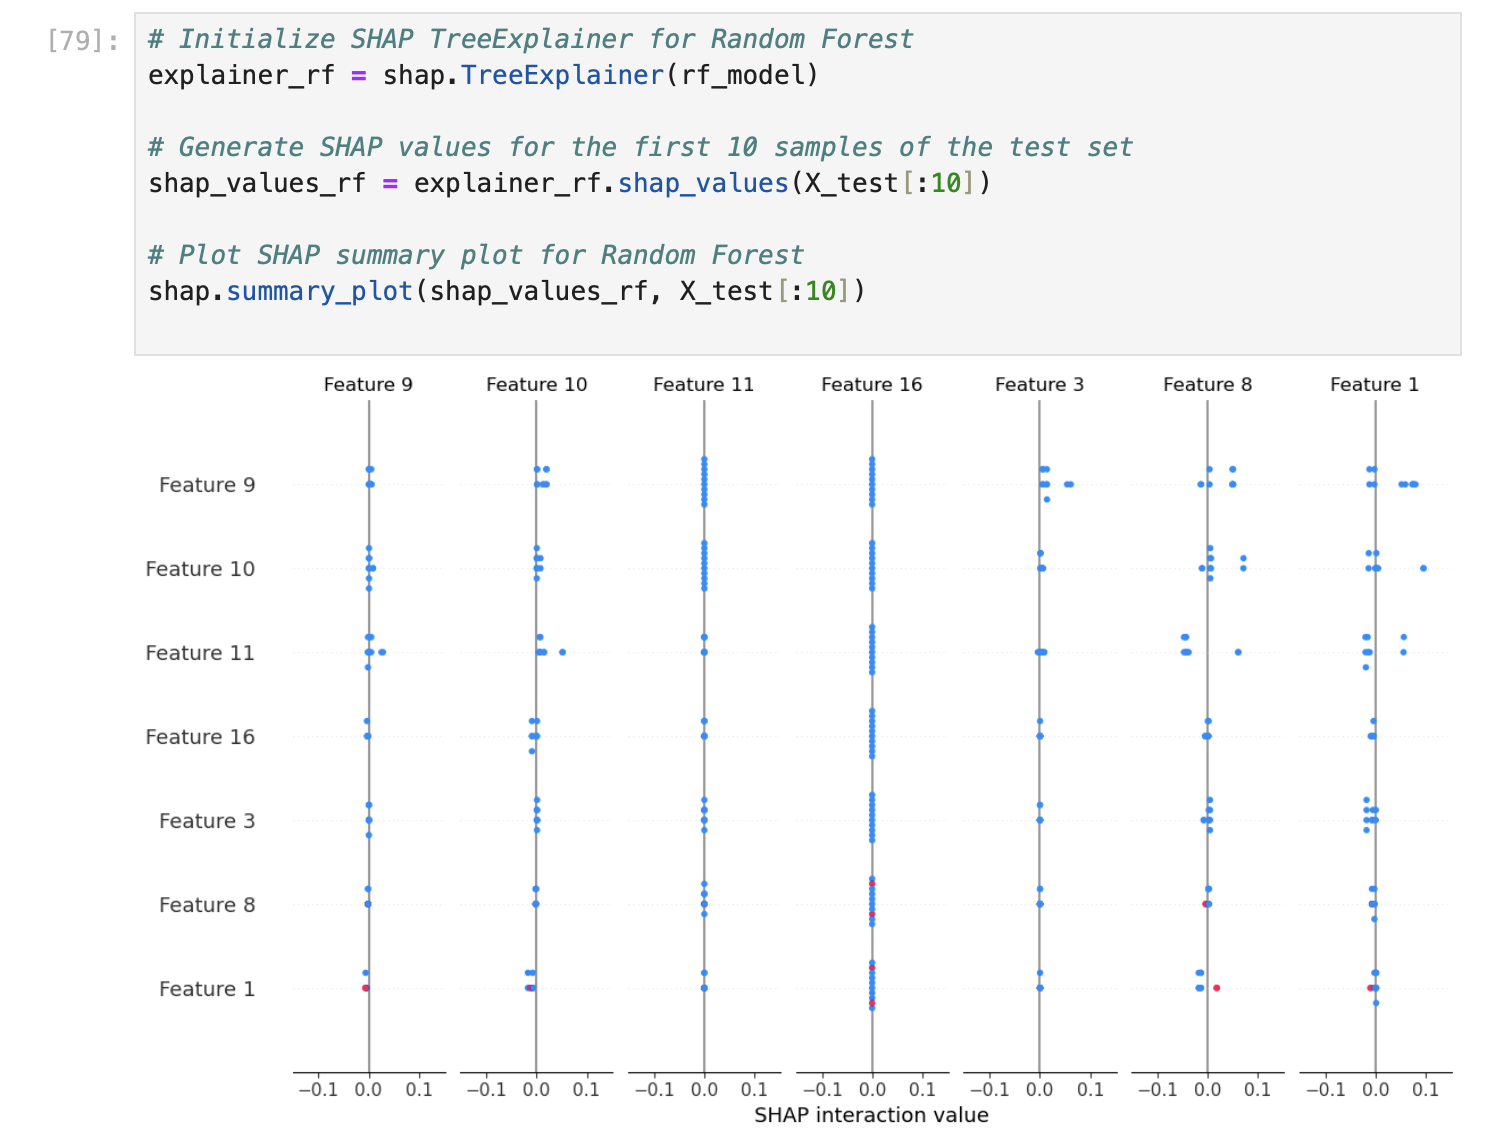 [79]:
# Initialize SHAP TreeExplainer for Random Forest
explainer_rf = shap.TreeExplainer(rf_model)
# Generate SHAP values for the first 10 samples of the test set
shap_values_rf = explainer_rf.shap_values(X_test[:10])
# Plot SHAP summary plot for Random Forest
shap.summary_plot(shap_values_rf, X_test[:10])
Feature 9 Feature 10 Feature 11 Feature 16 Feature 3 Feature 8 Feature 1
Feature 9
Feature 10
Feature 11
Feature 16
Feature 3
Feature 8
Feature 1
−0.1 0.0 0.1 −0.1 0.0 0.1 −0.1 0.0 0.1 −0.1 0.0 0.1 −0.1 0.0 0.1 −0.1 0.0 0.1 −0.1 0.0 0.1
SHAP interaction value